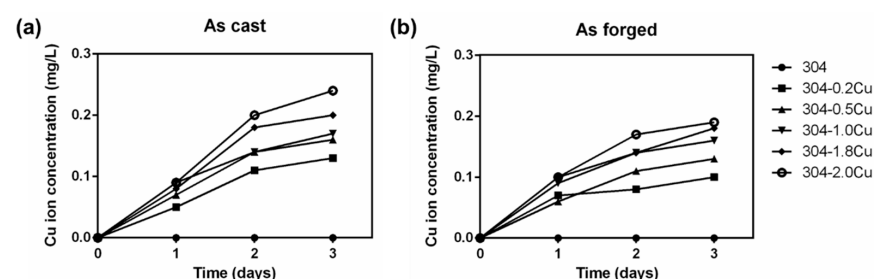 (a)
As cast
Cu ion concentration (mg/L)
0.3
0.2
0.1
0.0
0 1 2 3
Time (days)
(b)
As forged
Cu ion concentration (mg/L)
0.3
0.2
0.1
0.0
0 1 2 3
Time (days)
304
304-0.2Cu
304-0.5Cu
304-1.0Cu
304-1.8Cu
304-2.0Cu